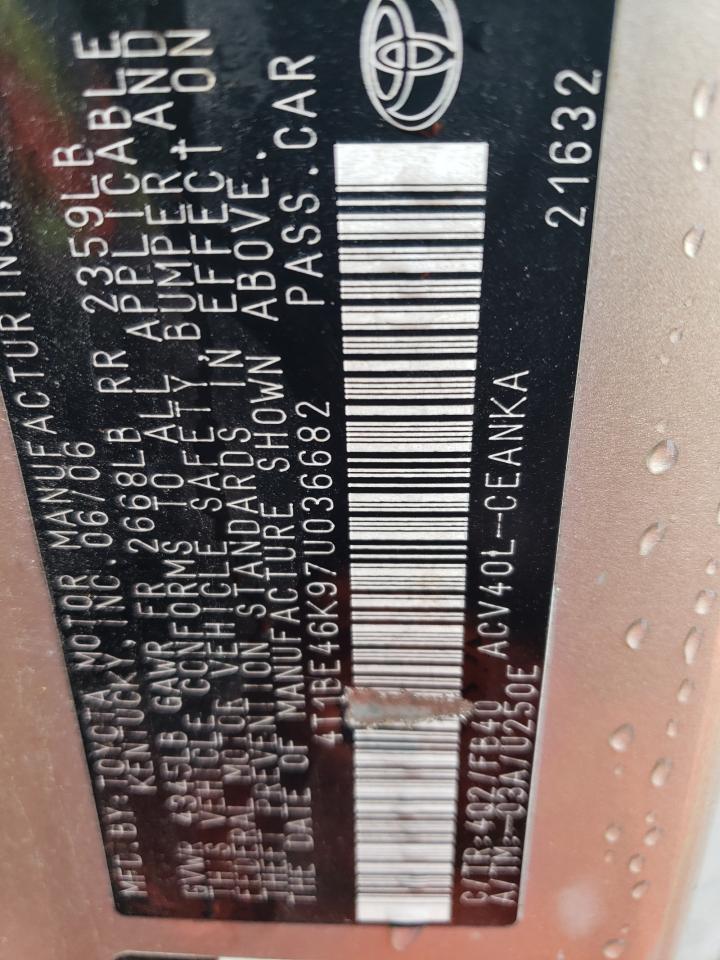 MFD.BY:TOYOTA MOTOR MANUFACTURING,
KENTUCKY, INC. 06/06
GVWR 4345LB GAWR FR 2668LB RR 2359LB
THIS VEHICLE CONFORMS TO ALL APPLICABLE
FEDERAL MOTOR VEHICLE SAFETY, BUMPER AND
THEFT PREVENTION STANDARDS IN EFFECT ON
THE DATE OF MANUFACTURE SHOWN ABOVE.
4T1BE46K97U036682 PASS.CAR
C/TR:4Q2/FB40 ACV40L-CEANKA
A/TM:-03A/U250E
21632